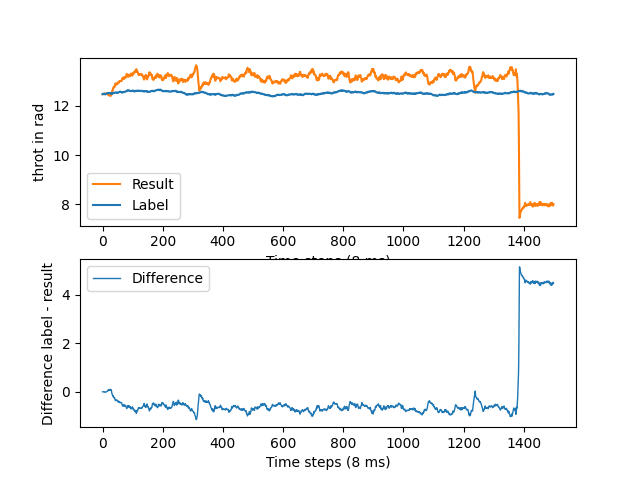 throt in rad
12
10
8
Result
Label
0 200 400 600 800 1000 1200 1400
Time steps (8 ms)
Difference label - result
4
2
0
Difference
0 200 400 600 800 1000 1200 1400
Time steps (8 ms)